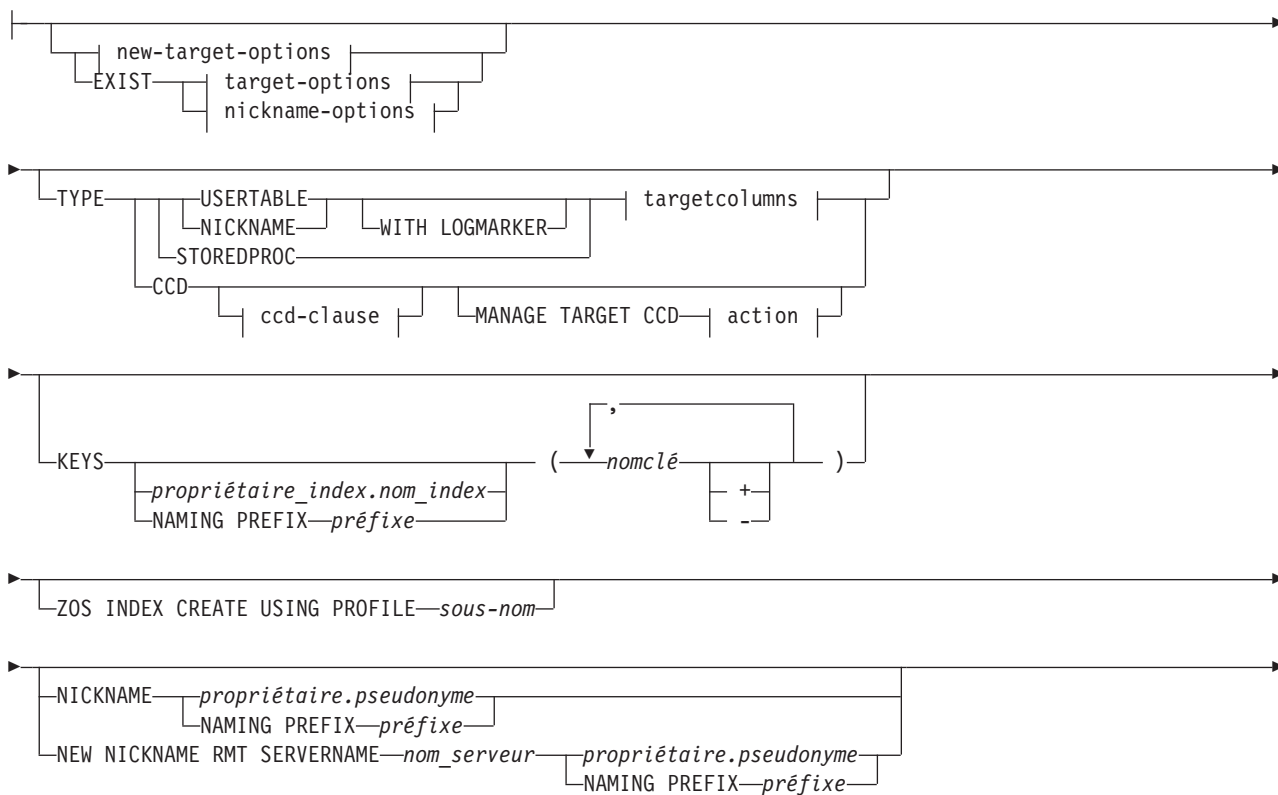 new-target-options
EXIST target-options
nickname-options
TYPE USERTABLE targetcolumns
NICKNAME WITH LOGMARKER
STOREDPROC
CCD
ccd-clause MANAGE TARGET CCD action
,
KEYS ( nomclé )
propriétaire_index.nom_index +
NAMING PREFIX préfixe -
ZOS INDEX CREATE USING PROFILE sous-nom
NICKNAME propriétaire.pseudonyme
NAMING PREFIX préfixe
NEW NICKNAME RMT SERVERNAME nom_serveur propriétaire.pseudonyme
NAMING PREFIX préfixe